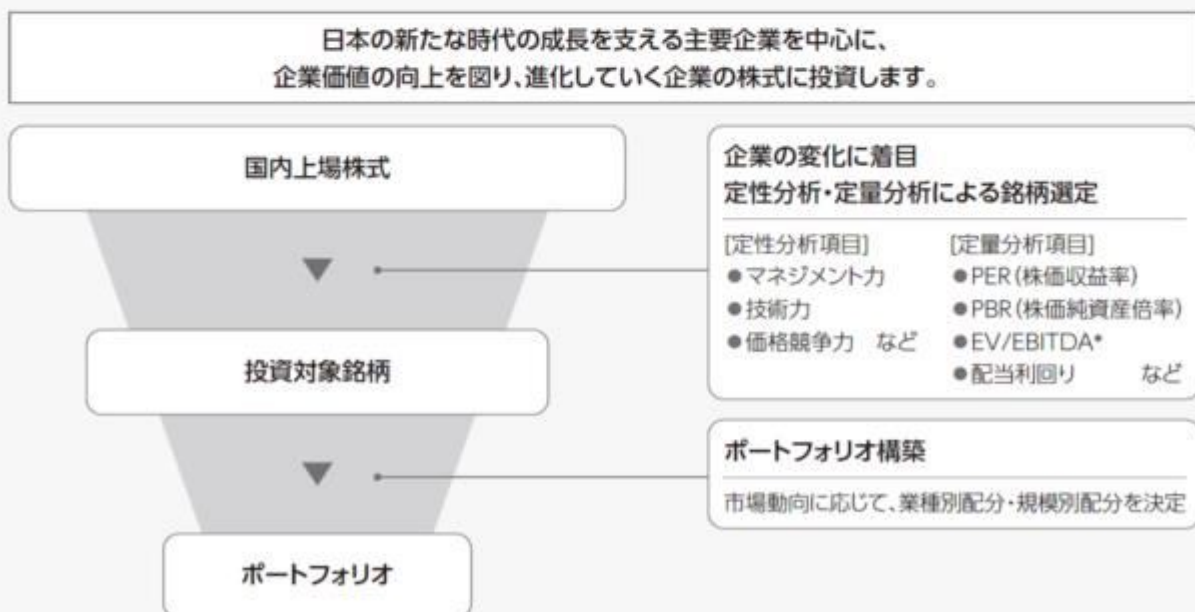 日本の新たな時代の成長を支える主要企業を中心に、
企業価値の向上を図り、進化していく企業の株式に投資します。
国内上場株式
企業の変化に着目
定性分析・定量分析による銘柄選定
[定性分析項目]
●マネジメント力
●技術力
●価格競争力 など
[定量分析項目]
●PER(株価収益率)
●PBR(株価純資産倍率)
●EV/EBITDA*
●配当利回り など
投資対象銘柄
ポートフォリオ構築
市場動向に応じて、業種別配分・規模別配分を決定
ポートフォリオ